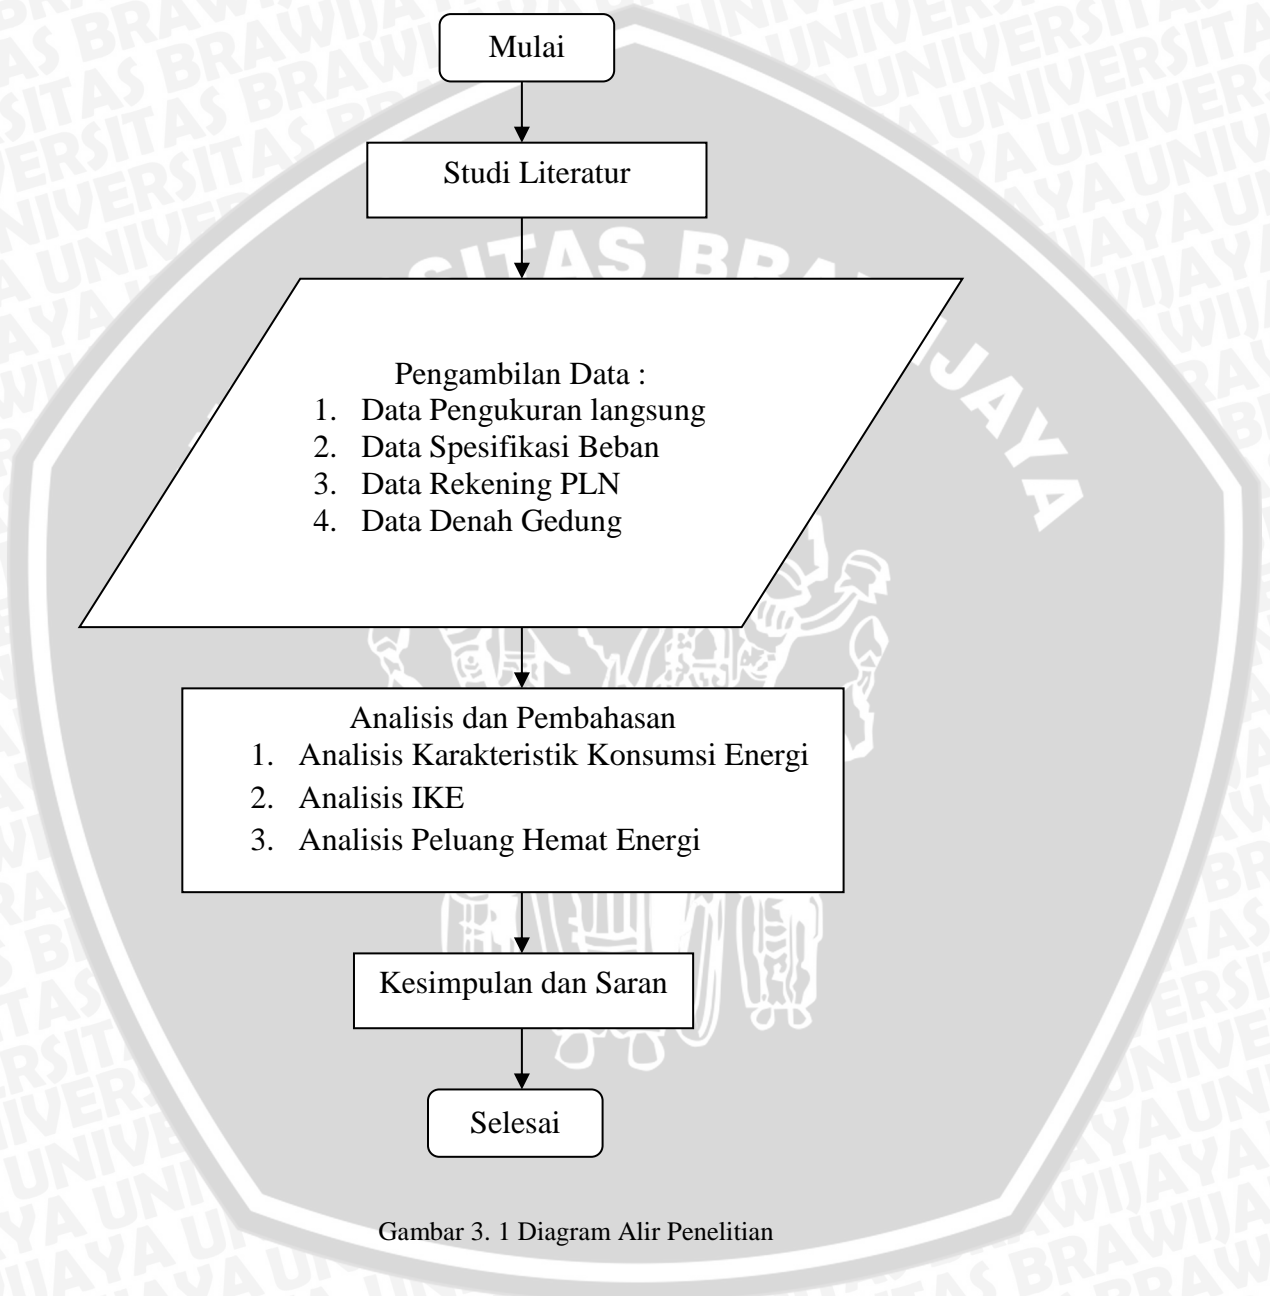 Mulai
Studi Literatur
SITAS BRAWIJAYA
Pengambilan Data :
1. Data Pengukuran langsung
2. Data Spesifikasi Beban
3. Data Rekening PLN
4. Data Denah Gedung
Analisis dan Pembahasan
1. Analisis Karakteristik Konsumsi Energi
2. Analisis IKE
3. Analisis Peluang Hemat Energi
Kesimpulan dan Saran
Selesai
Gambar 3. 1 Diagram Alir Penelitian